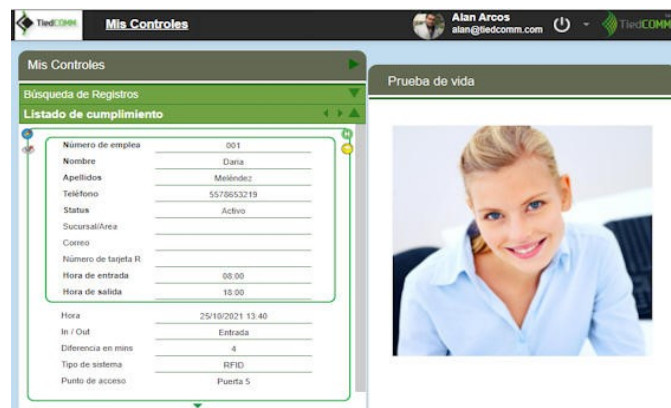 TiedCOMM
Mis Controles
Alan Arcos
alan@tiedcomm.com
TiedCOMM
Mis Controles
Prueba de vida
Búsqueda de Registros
Listado de cumplimiento
Número de emplea 001
Nombre Daria
Apellidos Meléndez
Teléfono 5578653219
Status Activo
Sucursal/Area
Correo
Número de tarjeta R
Hora de entrada 08:00
Hora de salida 18:00
Hora 25/10/2021 13:40
In / Out Entrada
Diferencia en mins 4
Tipo de sistema RFID
Punto de acceso Puerta 5